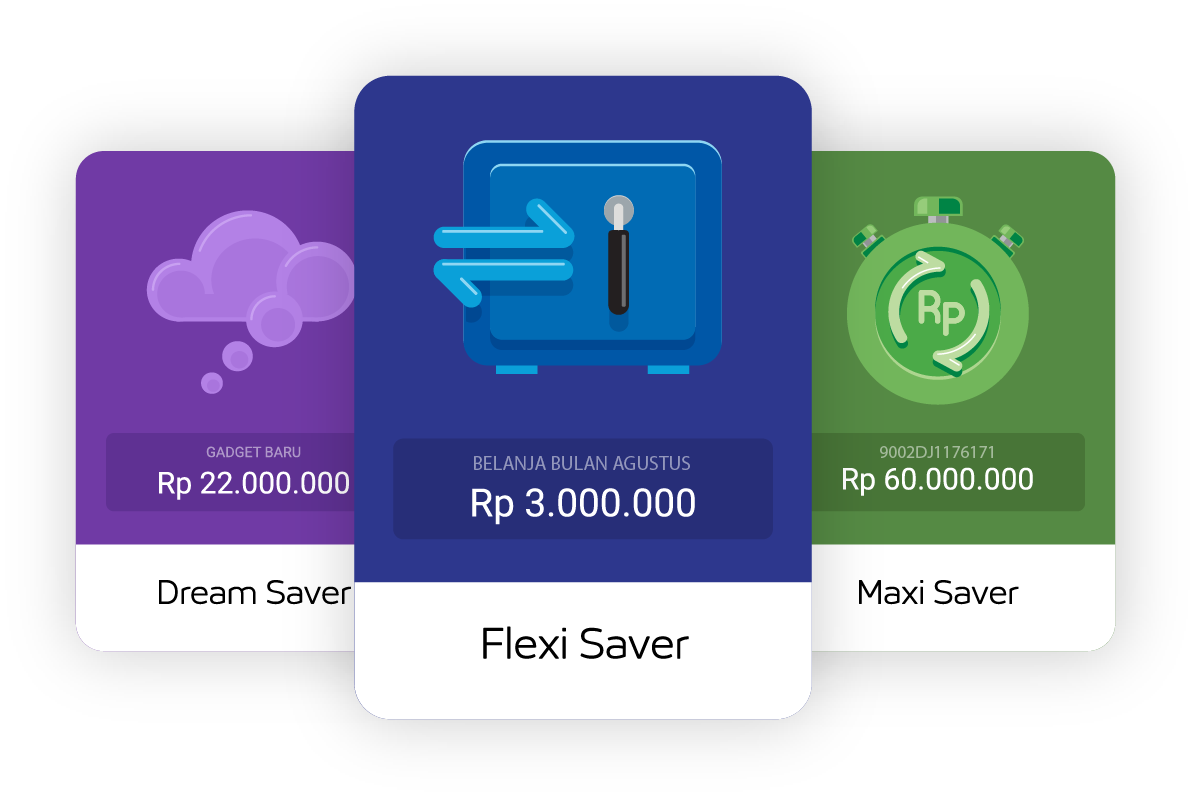 GADGET BARU
Rp 22.000.000
Dream Saver
BELANJA BULAN AGUSTUS
Rp 3.000.000
Flexi Saver
RP
9002DJ1176171
Rp 60.000.000
Maxi Saver